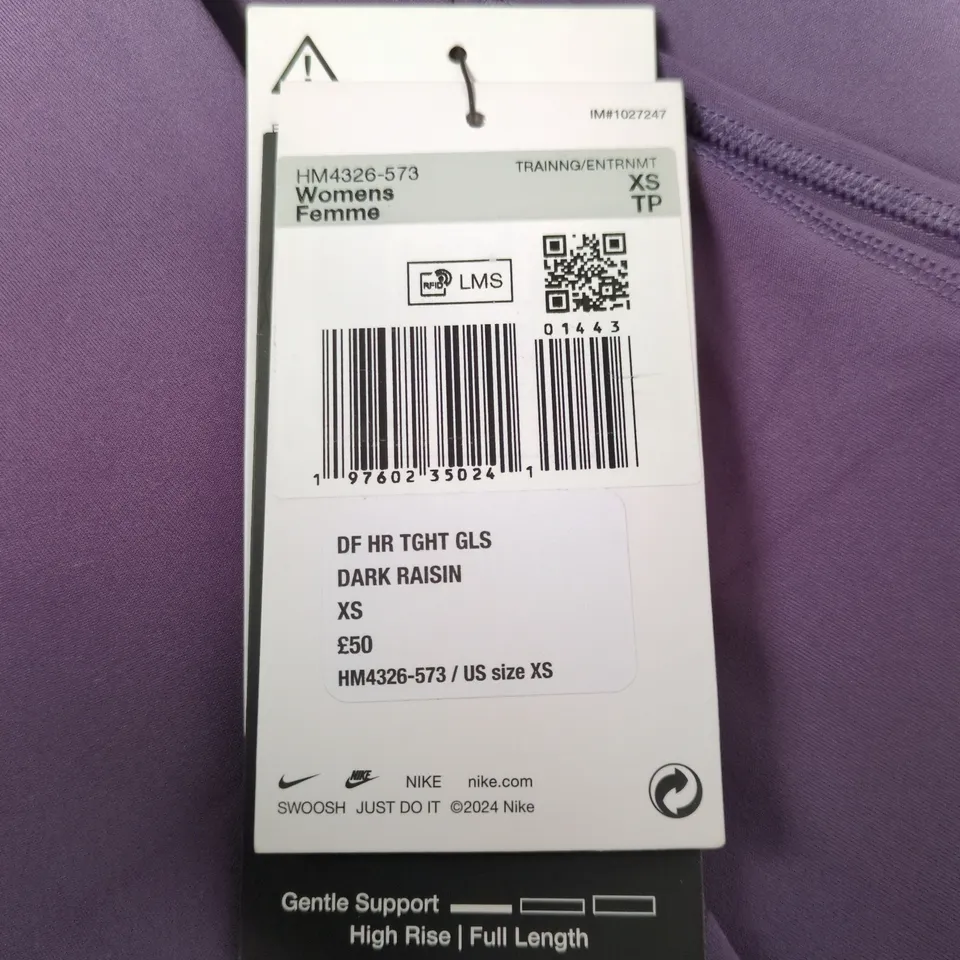 IM#1027247
HM4326-573 TRAINNG/ENTRNMT
Womens XS
Femme TP
RFID LMS
01443
1 97602 35024 1
DF HR TGHT GLS
DARK RAISIN
XS
£50
HM4326-573 / US size XS
NIKE NIKE nike.com
SWOOSH JUST DO IT ©2024 Nike
Gentle Support
High Rise | Full Length